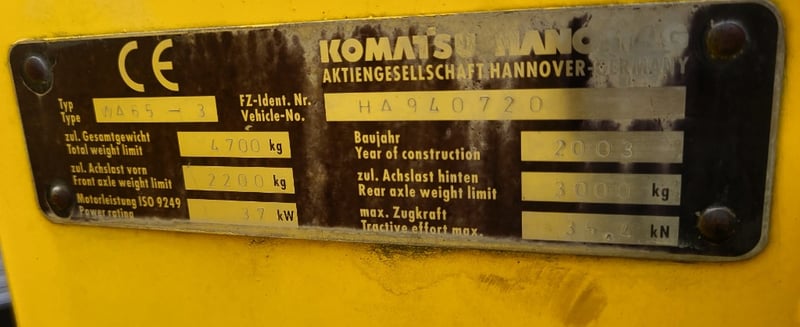 CE
KOMATSU HANOMAG
AKTIENGESELLSCHAFT HANNOVER-GERMANY
Typ
Type WA65-3
FZ-Ident. Nr.
Vehicle-No. HA940720
zul. Gesamtgewicht
Total weight limit 4700 kg
Baujahr
Year of construction 2003
zul. Achslast vorn
Front axle weight limit 2200 kg
zul. Achslast hinten
Rear axle weight limit 3000 kg
Motorleistung ISO 9249
Power rating 37 kW
max. Zugkraft
Tractive effort max. 35,4 kN